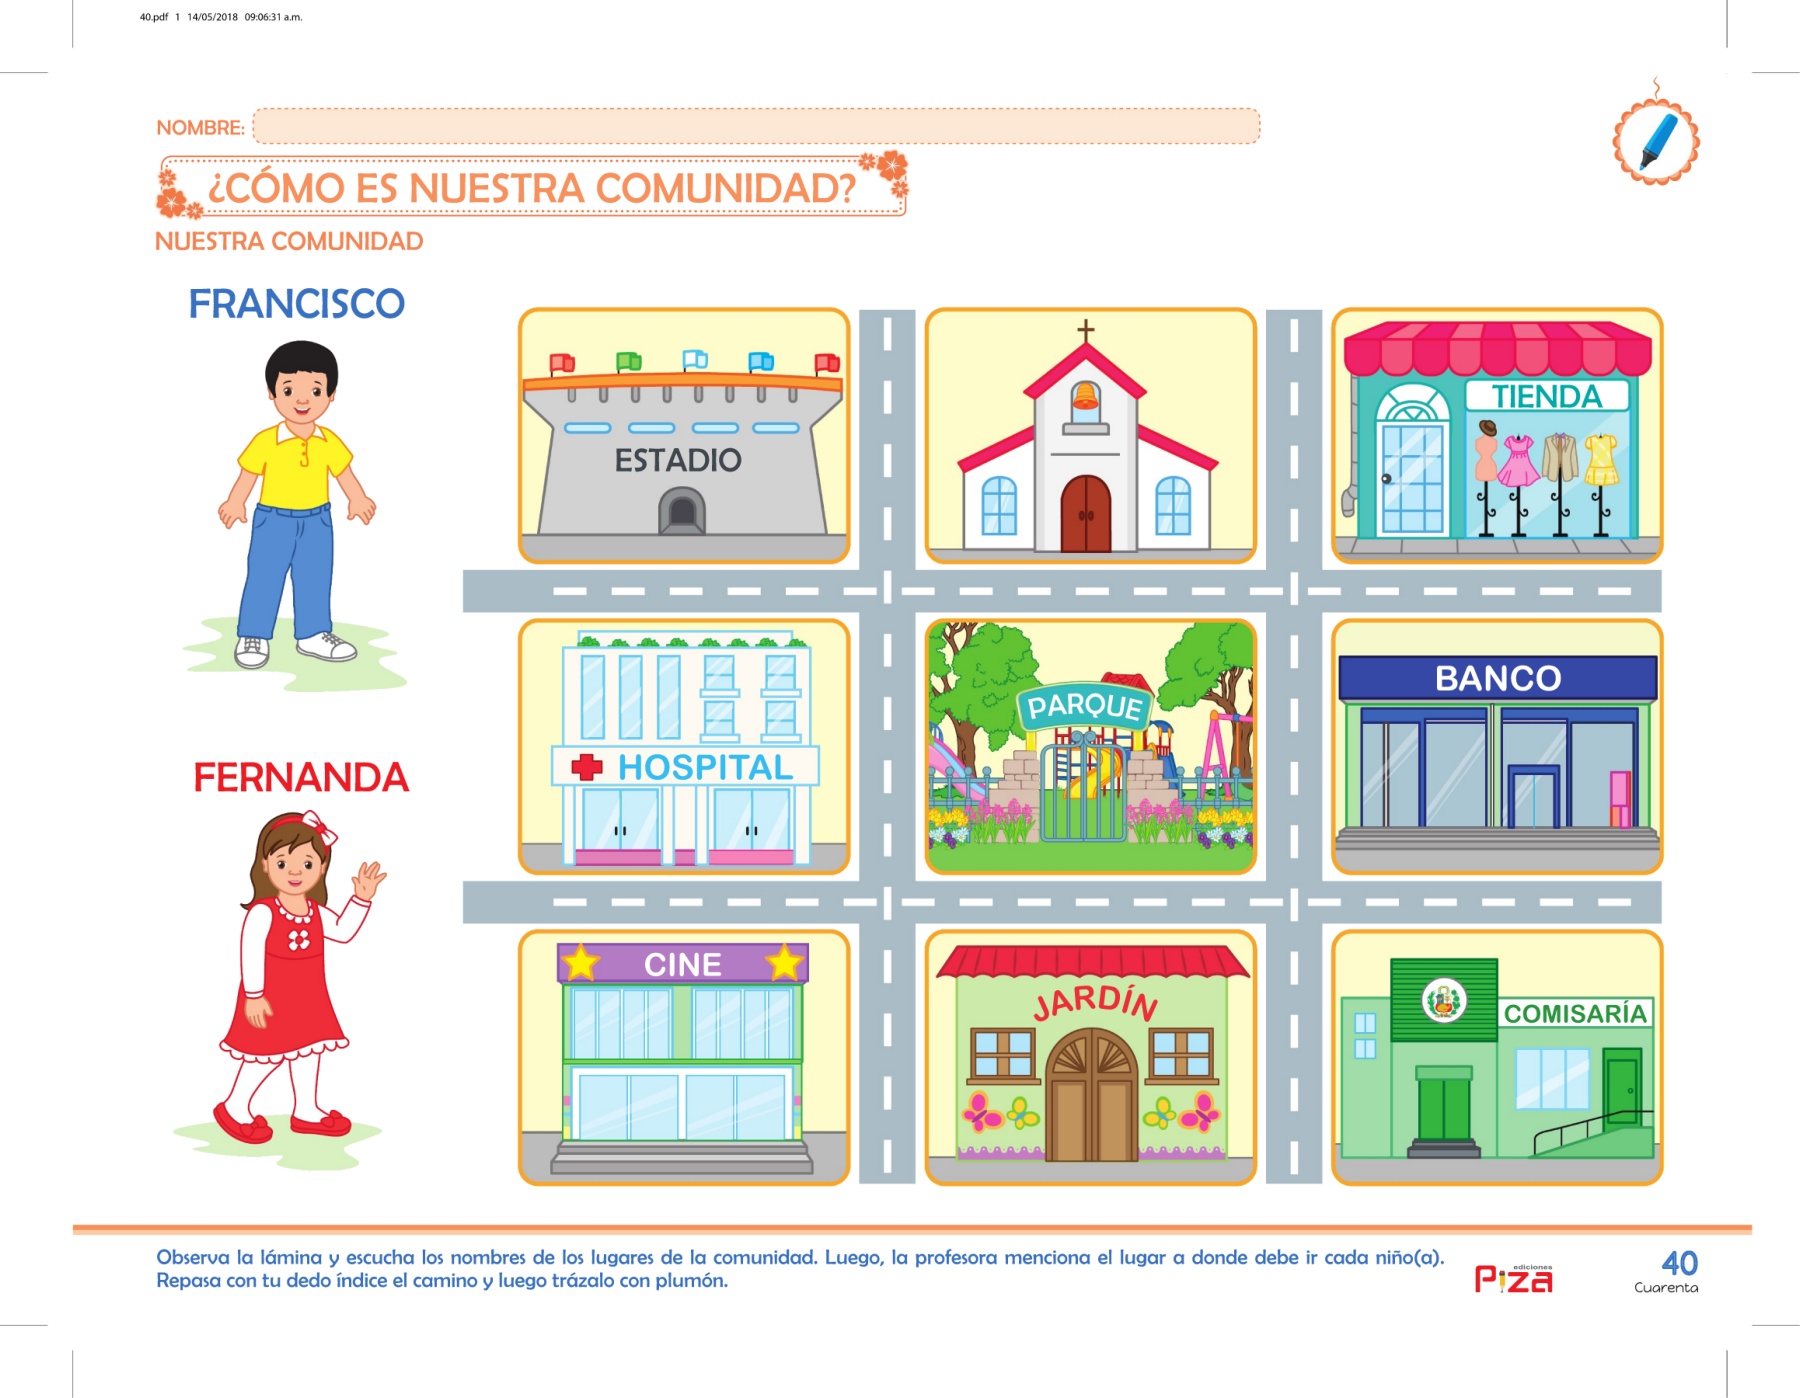 40.pdf 1 14/05/2018 09:06:31 a.m.
NOMBRE:
¿CÓMO ES NUESTRA COMUNIDAD?
NUESTRA COMUNIDAD
FRANCISCO
ESTADIO
TIENDA
HOSPITAL
PARQUE
BANCO
FERNANDA
CINE
JARDÍN
COMISARÍA
Observa la lámina y escucha los nombres de los lugares de la comunidad. Luego, la profesora menciona el lugar a donde debe ir cada niño(a).
Repasa con tu dedo índice el camino y luego trázalo con plumón.
ediciones
Piza
40
Cuarenta